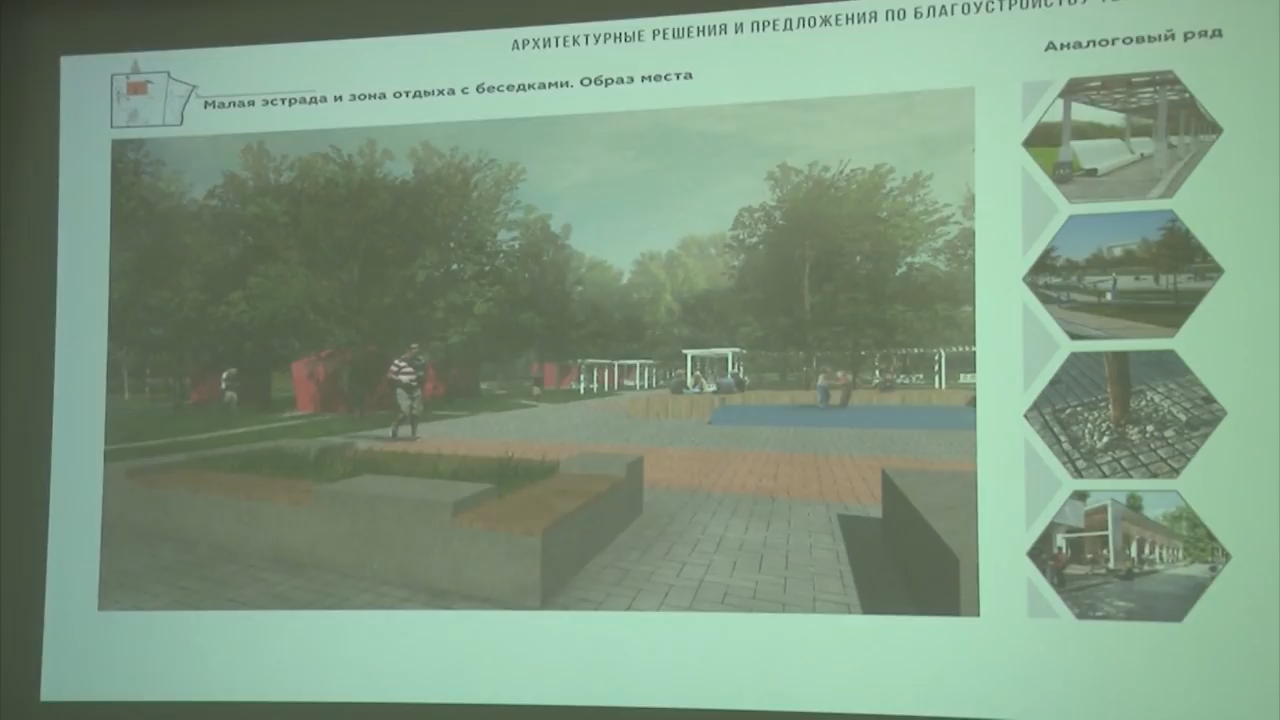 АРХИТЕКТУРНЫЕ РЕШЕНИЯ И ПРЕДЛОЖЕНИЯ ПО БЛАГОУСТРОЙСТВУ
Аналоговый ряд
Малая эстрада и зона отдыха с беседками. Образ места